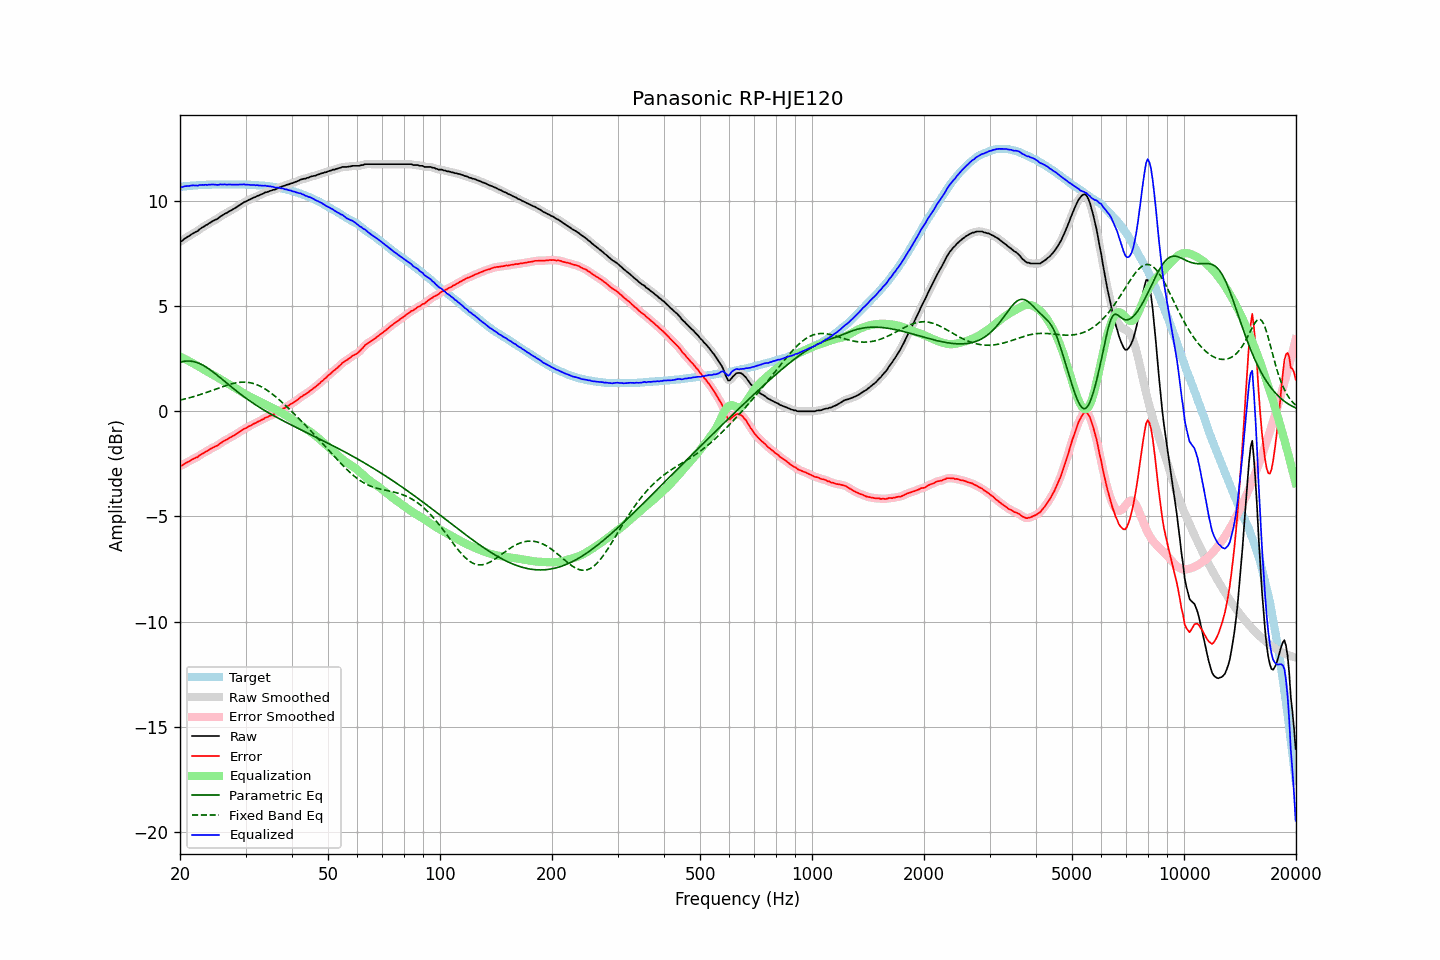 Panasonic RP-HJE120
Amplitude (dBr)
10
5
0
−5
−10
−15
−20
Target
Raw Smoothed
Error Smoothed
Raw
Error
Equalization
Parametric Eq
Fixed Band Eq
Equalized
20 50 100 200 500 1000 2000 5000 10000 20000
Frequency (Hz)